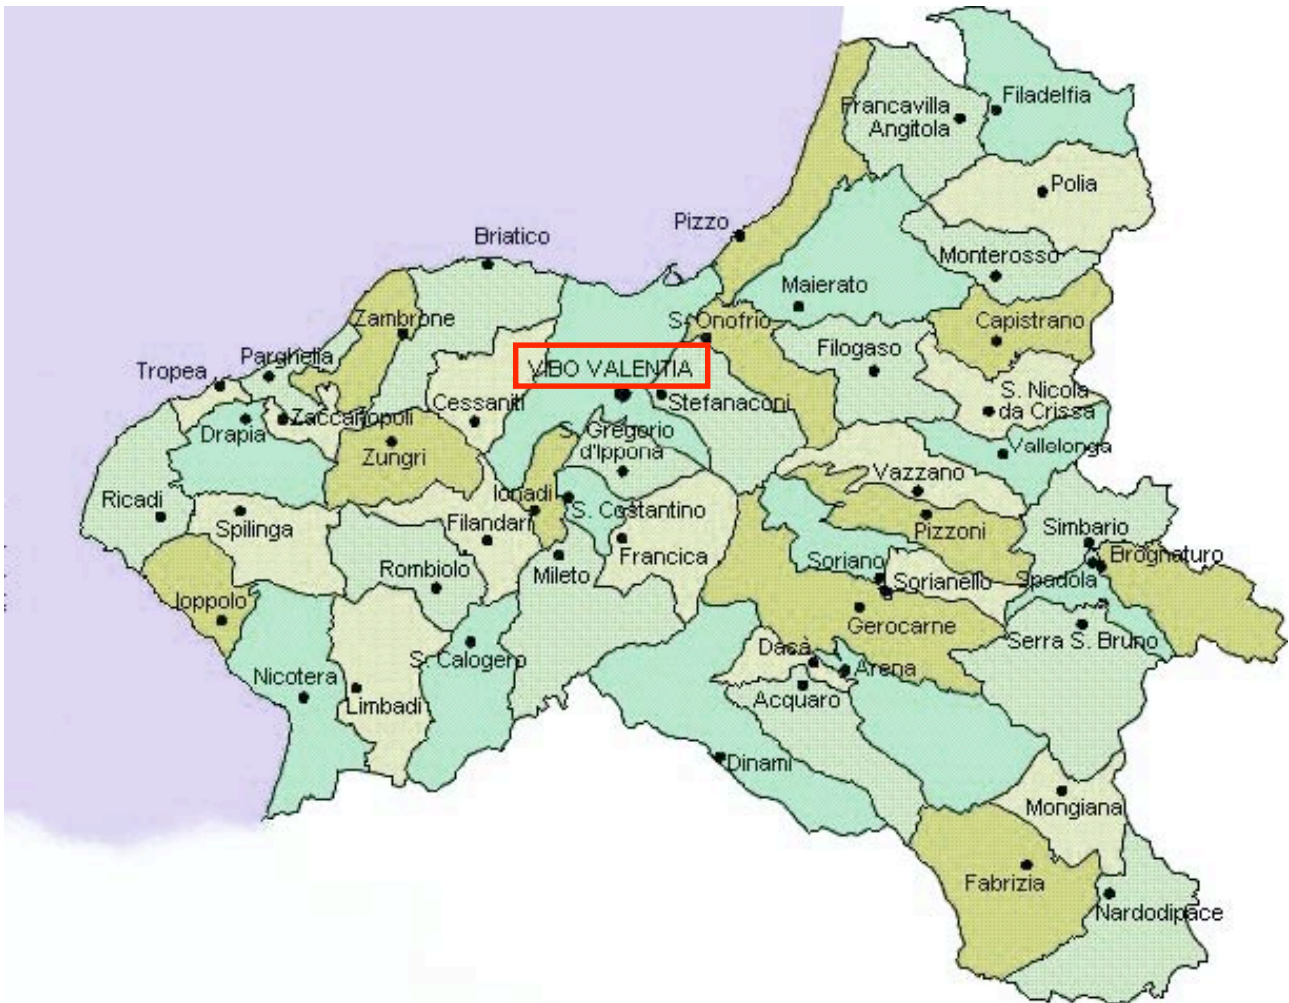 Filadelfia
Francavilla
Angitola
Polia
Pizzo
Briatico
Monterosso
Maierato
Zambrone
S. Onofrio
Capistrano
Parghelia
Filogaso
Tropea
VIBO VALENTIA
S. Nicola
da Crissa
Cessaniti
Stefanaconi
Zaccanopoli
Drapia
S. Gregorio
d'Ippona
Vallelonga
Zungri
Vazzano
Ricadi
Ionadi
S. Costantino
Spilinga
Filandari
Pizzoni
Simbario
Francica
Brognaturo
Rombiolo
Mileto
Soriano
Sorianello
Spadola
Ioppolo
Gerocarne
Serra S. Bruno
Dasà
S. Calogero
Arena
Nicotera
Limbadi
Acquaro
Dinami
Mongiana
Fabrizia
Nardodipace